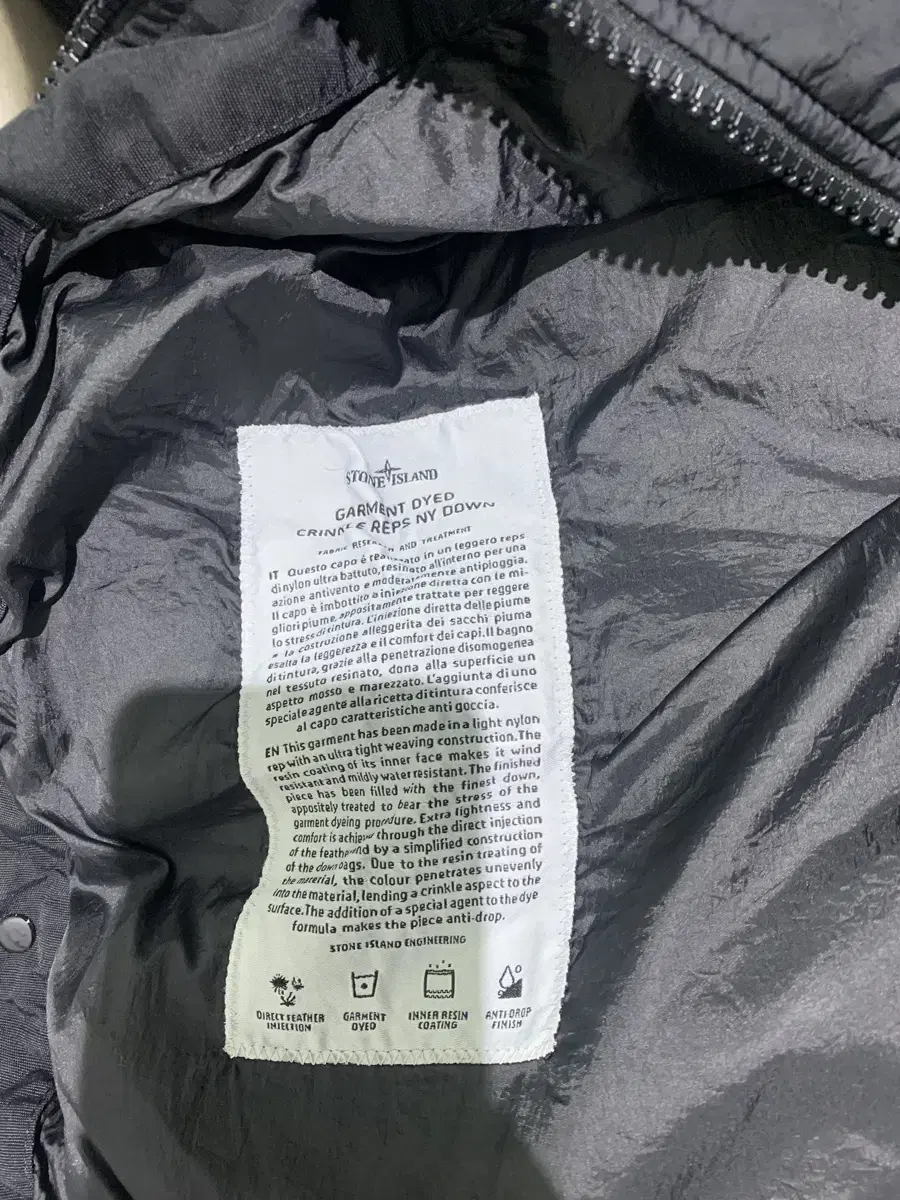 STONE ISLAND
GARMENT DYED
CRINKLE REPS NY DOWN
FABRIC RESEARCH AND TREATMENT
IT Questo capo é realizzato in un leggero reps
di nylon ultra battuto, resinato all'interno per una
azione antivento e moderatamente antipioggia.
Il capo è imbottito a iniezione diretta con le mi-
gliori piume, appositamente trattate per reggere
lo stress di tintura. L'iniezione diretta delle piume
la costruzione alleggerita dei sacchi piuma
esalta la leggerezza e il comfort dei capi. Il bagno
di tintura, grazie alla penetrazione disomogenea
nel tessuto resinato, dona alla superficie un
aspetto mosso e marezzato. L'aggiunta di uno
speciale agente alla ricetta di tintura conferisce
al capo caratteristiche anti goccia.
EN This garment has been made in a light nylon
rep with an ultra tight weaving construction. The
resin coating of its inner face makes it wind
resistant and mildly water resistant. The finished
piece has been filled with the finest down,
appositely treated to bear the stress of the
garment dyeing procedure. Extra lightness and
comfort is achieved through the direct injection
of the feather and by a simplified construction
of the down bags. Due to the resin treating of
the material, the colour penetrates unevenly
into the material, lending a crinkle aspect to the
surface. The addition of a special agent to the dye
formula makes the piece anti-drop.
STONE ISLAND ENGINEERING
DIRECT FEATHER
INJECTION
GARMENT
DYED
INNER RESIN
COATING
ANTI-DROP
FINISH